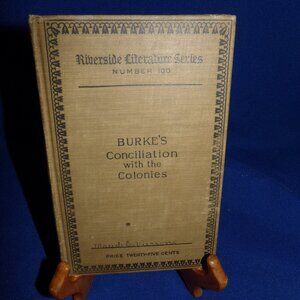 Riverside Literature Series
NUMBER 100
BURKE'S
Conciliation
with the
Colonies
PRICE TWENTY-FIVE CENTS